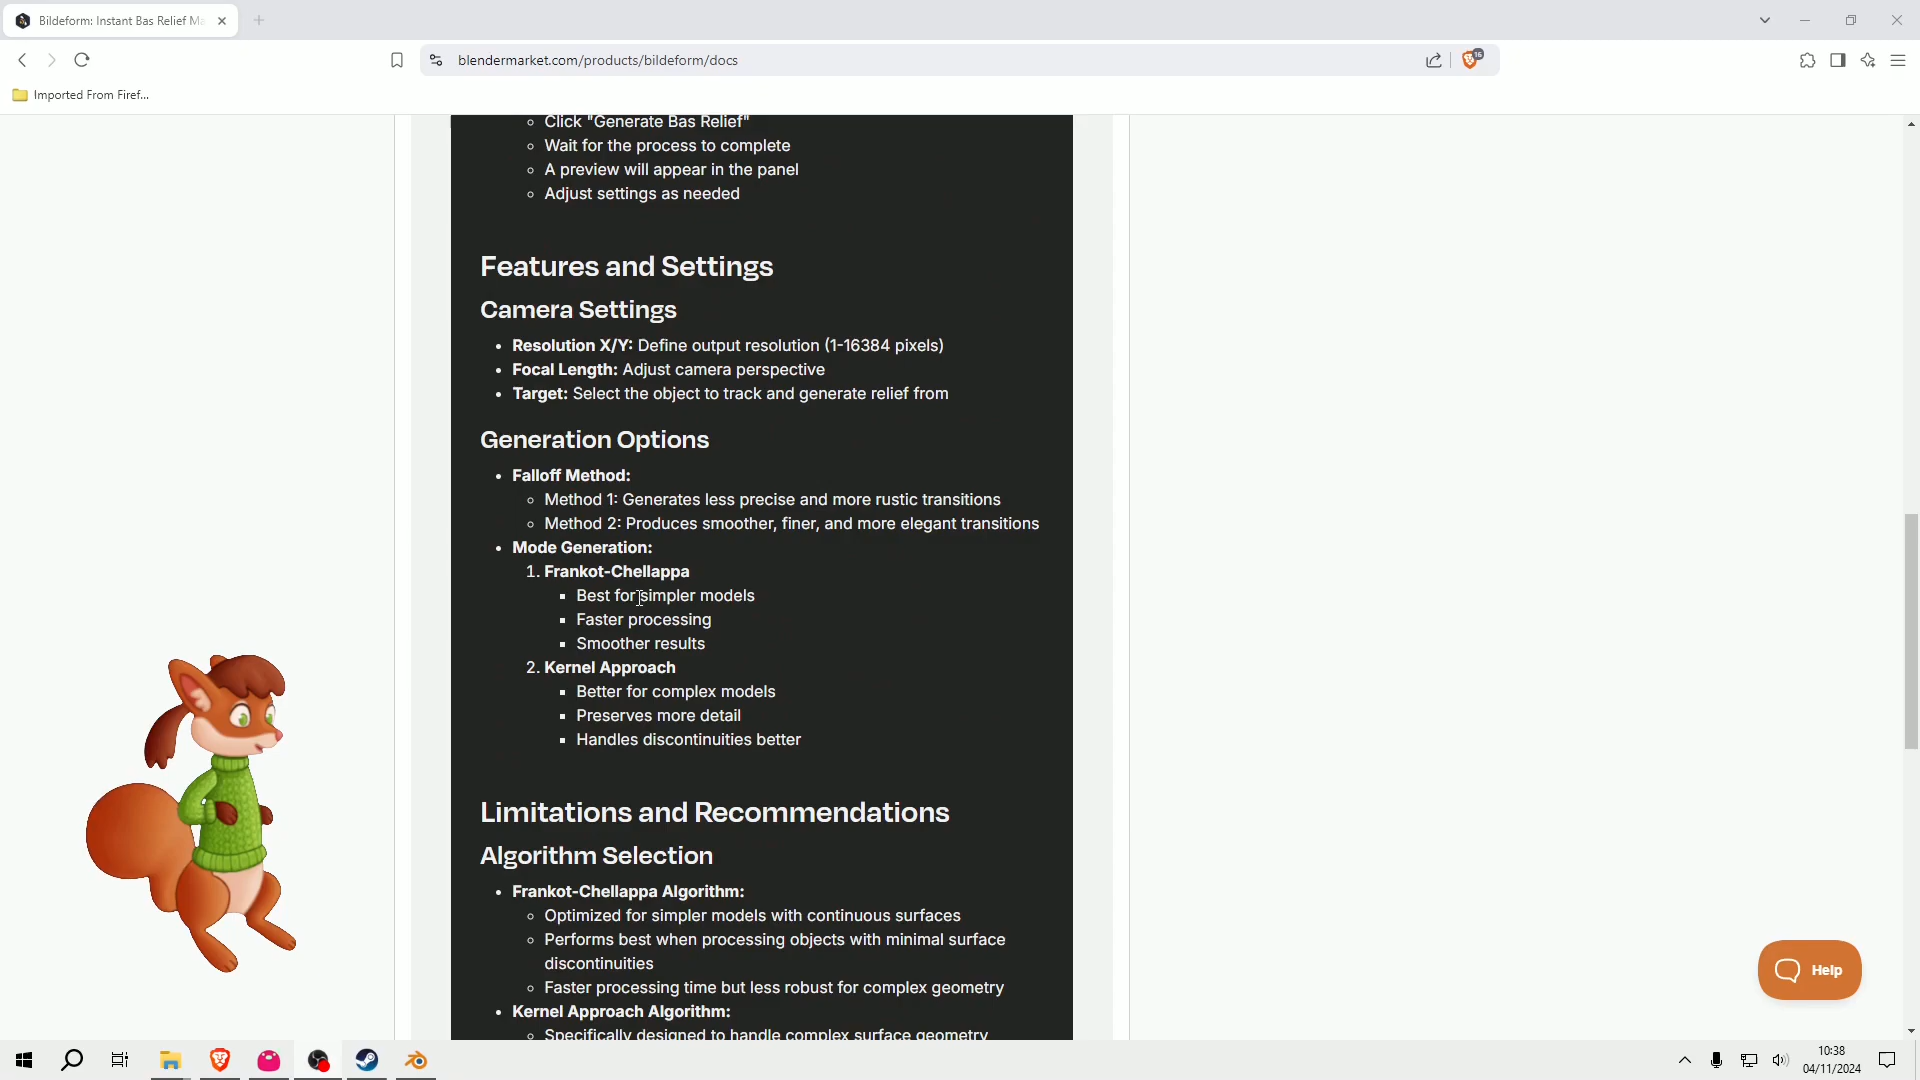 Bildeform: Instant Bas Relief Ma
blendermarket.com/products/bildeform/docs
16
Imported From Firef...
Click "Generate Bas Relief"
Wait for the process to complete
A preview will appear in the panel
Adjust settings as needed
Features and Settings
Camera Settings
Resolution X/Y: Define output resolution (1-16384 pixels)
Focal Length: Adjust camera perspective
Target: Select the object to track and generate relief from
Generation Options
Falloff Method:
Method 1: Generates less precise and more rustic transitions
Method 2: Produces smoother, finer, and more elegant transitions
Mode Generation:
1. Frankot-Chellappa
Best for simpler models
Faster processing
Smoother results
2. Kernel Approach
Better for complex models
Preserves more detail
Handles discontinuities better
Limitations and Recommendations
Algorithm Selection
Frankot-Chellappa Algorithm:
Optimized for simpler models with continuous surfaces
Performs best when processing objects with minimal surface
discontinuities
Faster processing time but less robust for complex geometry
Kernel Approach Algorithm:
Specifically designed to handle complex surface geometry
Help
10:38
04/11/2024